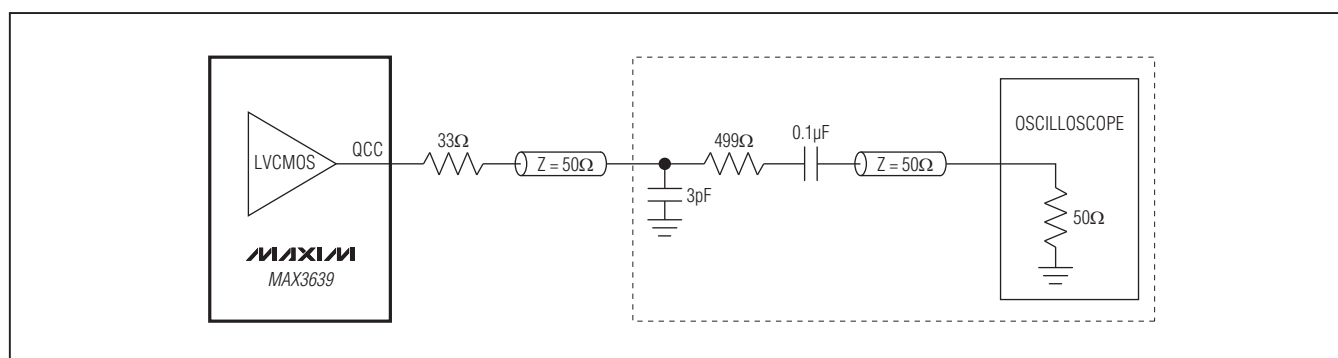 LVCMOS
QCC
33Ω
Z = 50Ω
3pF
499Ω
0.1µF
Z = 50Ω
OSCILLOSCOPE
50Ω
MAXIM
MAX3639